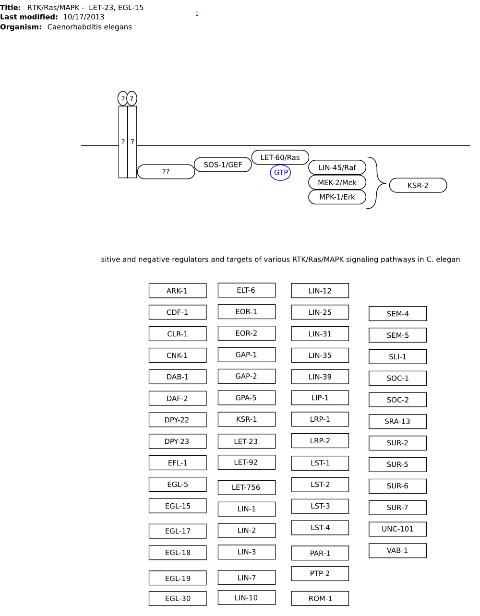 Title: RTK/Ras/MAPK - LET-23, EGL-15
Last modified: 10/17/2013
Organism: Caenorhabditis elegans
1
? ?
? ?
??
SOS-1/GEF
LET-60/Ras
GTP
LIN-45/Raf
MEK-2/Mek
MPK-1/Erk
KSR-2
sitive and negative regulators and targets of various RTK/Ras/MAPK signaling pathways in C. elegan
ARK-1
CDF-1
CLR-1
CNK-1
DAB-1
DAF-2
DPY-22
DPY-23
EFL-1
EGL-5
EGL-15
EGL-17
EGL-18
EGL-19
EGL-30
ELT-6
EOR-1
EOR-2
GAP-1
GAP-2
GPA-5
KSR-1
LET-23
LET-92
LET-756
LIN-1
LIN-2
LIN-3
LIN-7
LIN-10
LIN-12
LIN-25
LIN-31
LIN-35
LIN-39
LIP-1
LRP-1
LRP-2
LST-1
LST-2
LST-3
LST-4
PAR-1
PTP-2
ROM-1
SEM-4
SEM-5
SLI-1
SOC-1
SOC-2
SRA-13
SUR-2
SUR-5
SUR-6
SUR-7
UNC-101
VAB-1